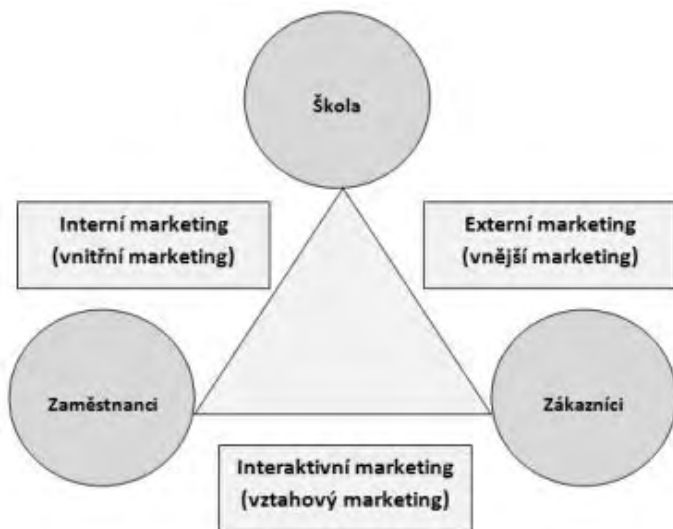 Škola
Interní marketing
(vnitřní marketing)
Externí marketing
(vnější marketing)
Zaměstnanci
Zákazníci
Interaktivní marketing
(vztahový marketing)